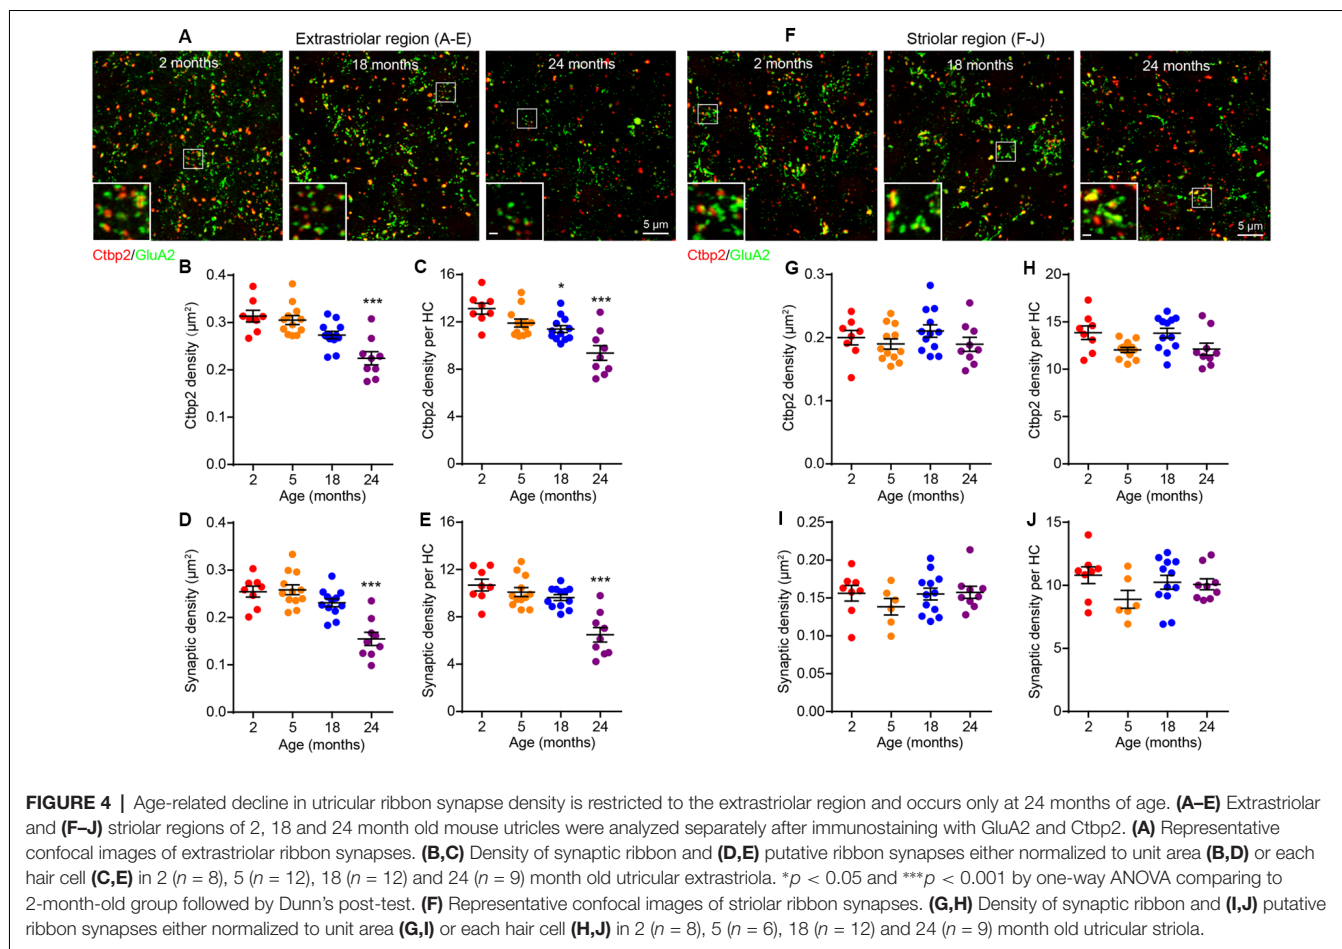 A
Extrastriolar region (A-E)
F
Striolar region (F-J)
2 months
18 months
24 months
2 months
18 months
24 months
5 µm
5 µm
Ctbp2/GluA2
Ctbp2/GluA2
B
Ctbp2 density (µm²)
0.4
0.3
0.2
0.1
0.0
***
2 5 18 24
Age (months)
C
Ctbp2 density per HC
16
12
8
4
0
*
***
2 5 18 24
Age (months)
G
Ctbp2 density (µm²)
0.3
0.2
0.1
0.0
2 5 18 24
Age (months)
H
Ctbp2 density per HC
20
15
10
5
0
2 5 18 24
Age (months)
D
Synaptic density (µm²)
0.4
0.3
0.2
0.1
0.0
***
2 5 18 24
Age (months)
E
Synaptic density per HC
16
12
8
4
0
***
2 5 18 24
Age (months)
I
Synaptic density (µm²)
0.25
0.20
0.15
0.10
0.05
0.00
2 5 18 24
Age (months)
J
Synaptic density per HC
15
10
5
0
2 5 18 24
Age (months)
FIGURE 4 | Age-related decline in utricular ribbon synapse density is restricted to the extrastriolar region and occurs only at 24 months of age. (A–E) Extrastriolar
and (F–J) striolar regions of 2, 18 and 24 month old mouse utricles were analyzed separately after immunostaining with GluA2 and Ctbp2. (A) Representative
confocal images of extrastriolar ribbon synapses. (B,C) Density of synaptic ribbon and (D,E) putative ribbon synapses either normalized to unit area (B,D) or each
hair cell (C,E) in 2 (n = 8), 5 (n = 12), 18 (n = 12) and 24 (n = 9) month old utricular extrastriola. *p < 0.05 and ***p < 0.001 by one-way ANOVA comparing to
2-month-old group followed by Dunn's post-test. (F) Representative confocal images of striolar ribbon synapses. (G,H) Density of synaptic ribbon and (I,J) putative
ribbon synapses either normalized to unit area (G,I) or each hair cell (H,J) in 2 (n = 8), 5 (n = 6), 18 (n = 12) and 24 (n = 9) month old utricular striola.